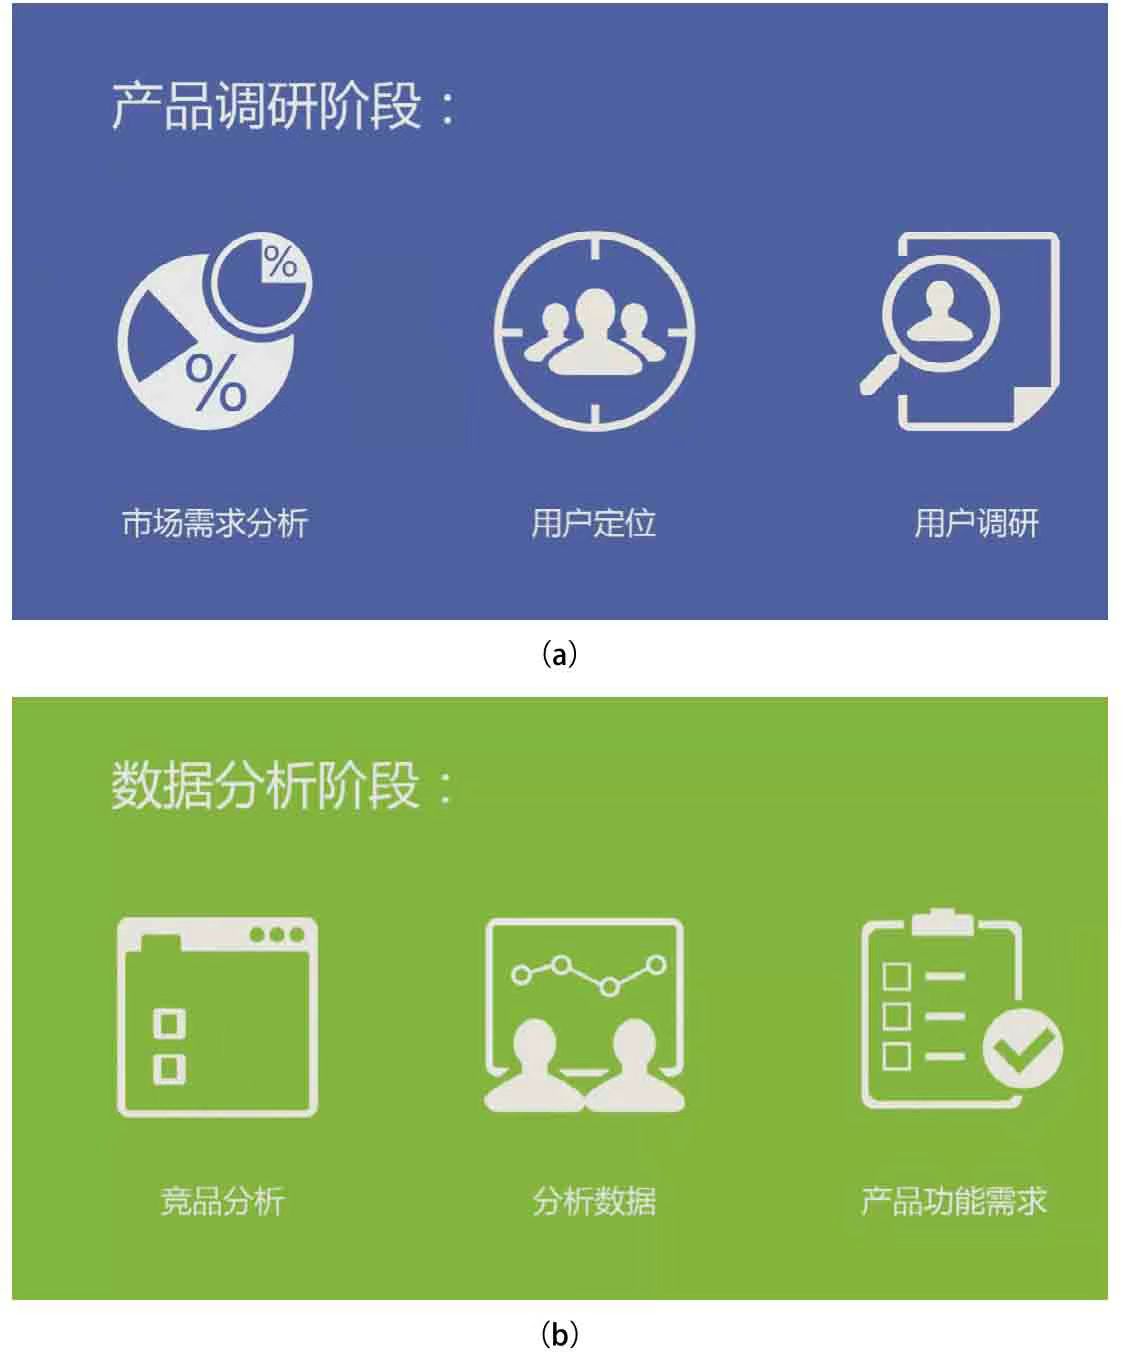 产品调研阶段：
%
%
市场需求分析
用户定位
用户调研
(a)
数据分析阶段：
竞品分析
分析数据
产品功能需求
(b)